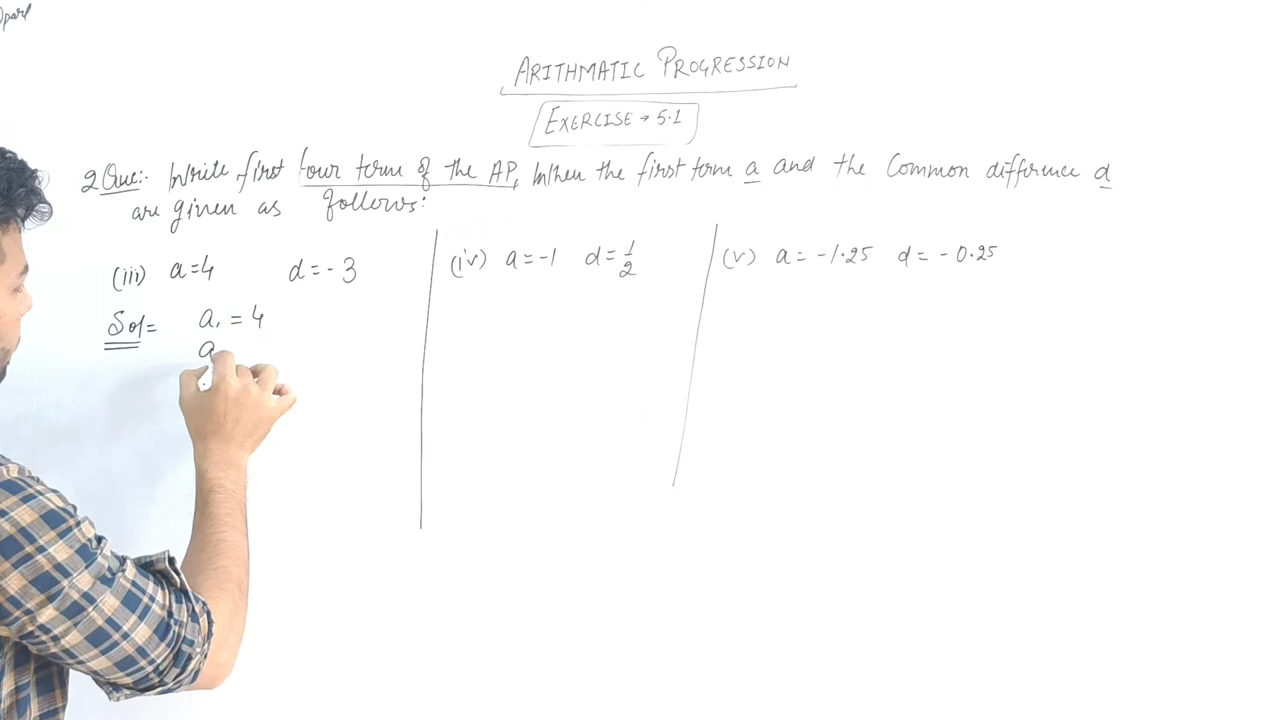 ARITHMATIC PROGRESSION
EXERCISE → 5.1
2 Que:- Write first four term of the AP, When the first term a and the Common difference d
are given as follows:
(iii) a=4 d=-3
(iv) a=-1 d=1/2
(v) a=-1.25 d=-0.25
Sol= a₁ = 4
a